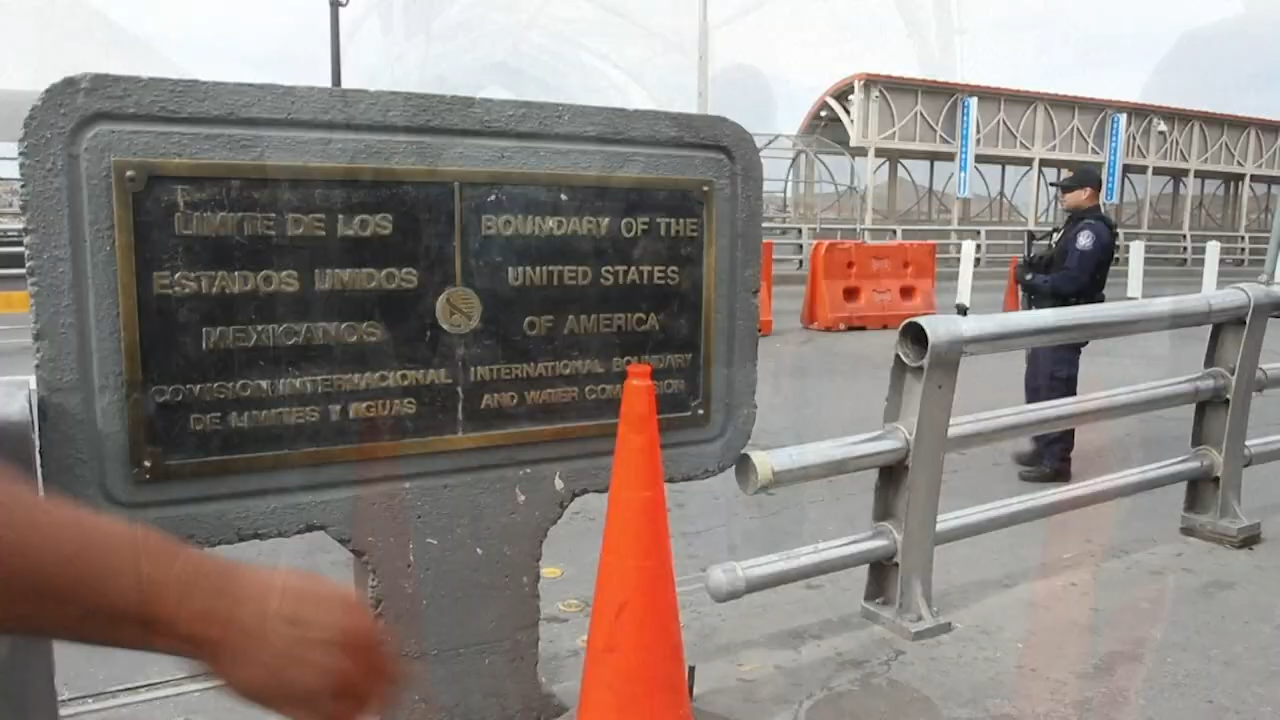 LIMITE DE LOS
ESTADOS UNIDOS
MEXICANOS
COMISION INTERNACIONAL
DE LIMITES Y AGUAS
BOUNDARY OF THE
UNITED STATES
OF AMERICA
INTERNATIONAL BOUNDARY
AND WATER COMMISSION